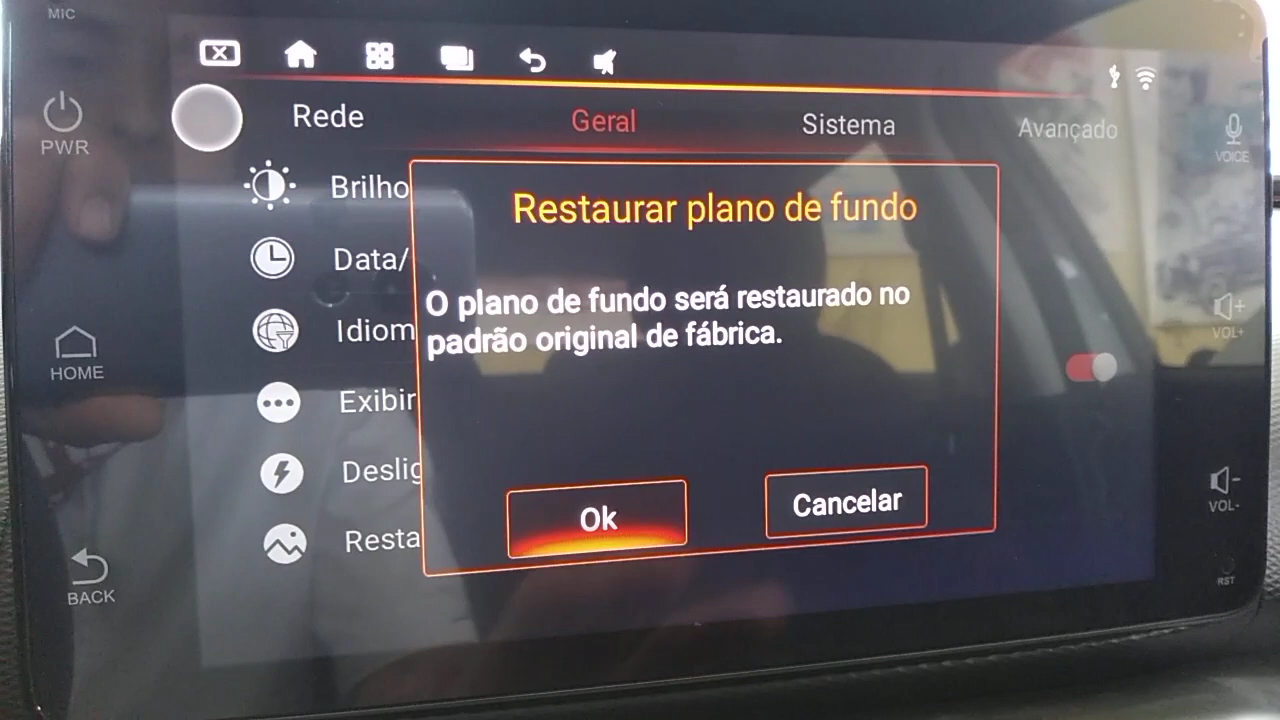 MIC
PWR
HOME
BACK
Rede
Geral
Sistema
Avançado
Brilho
Data/
Idiom
Exibir
Deslig
Resta
Restaurar plano de fundo
O plano de fundo será restaurado no
padrão original de fábrica.
Ok
Cancelar
VOICE
VOL+
VOL-
RST